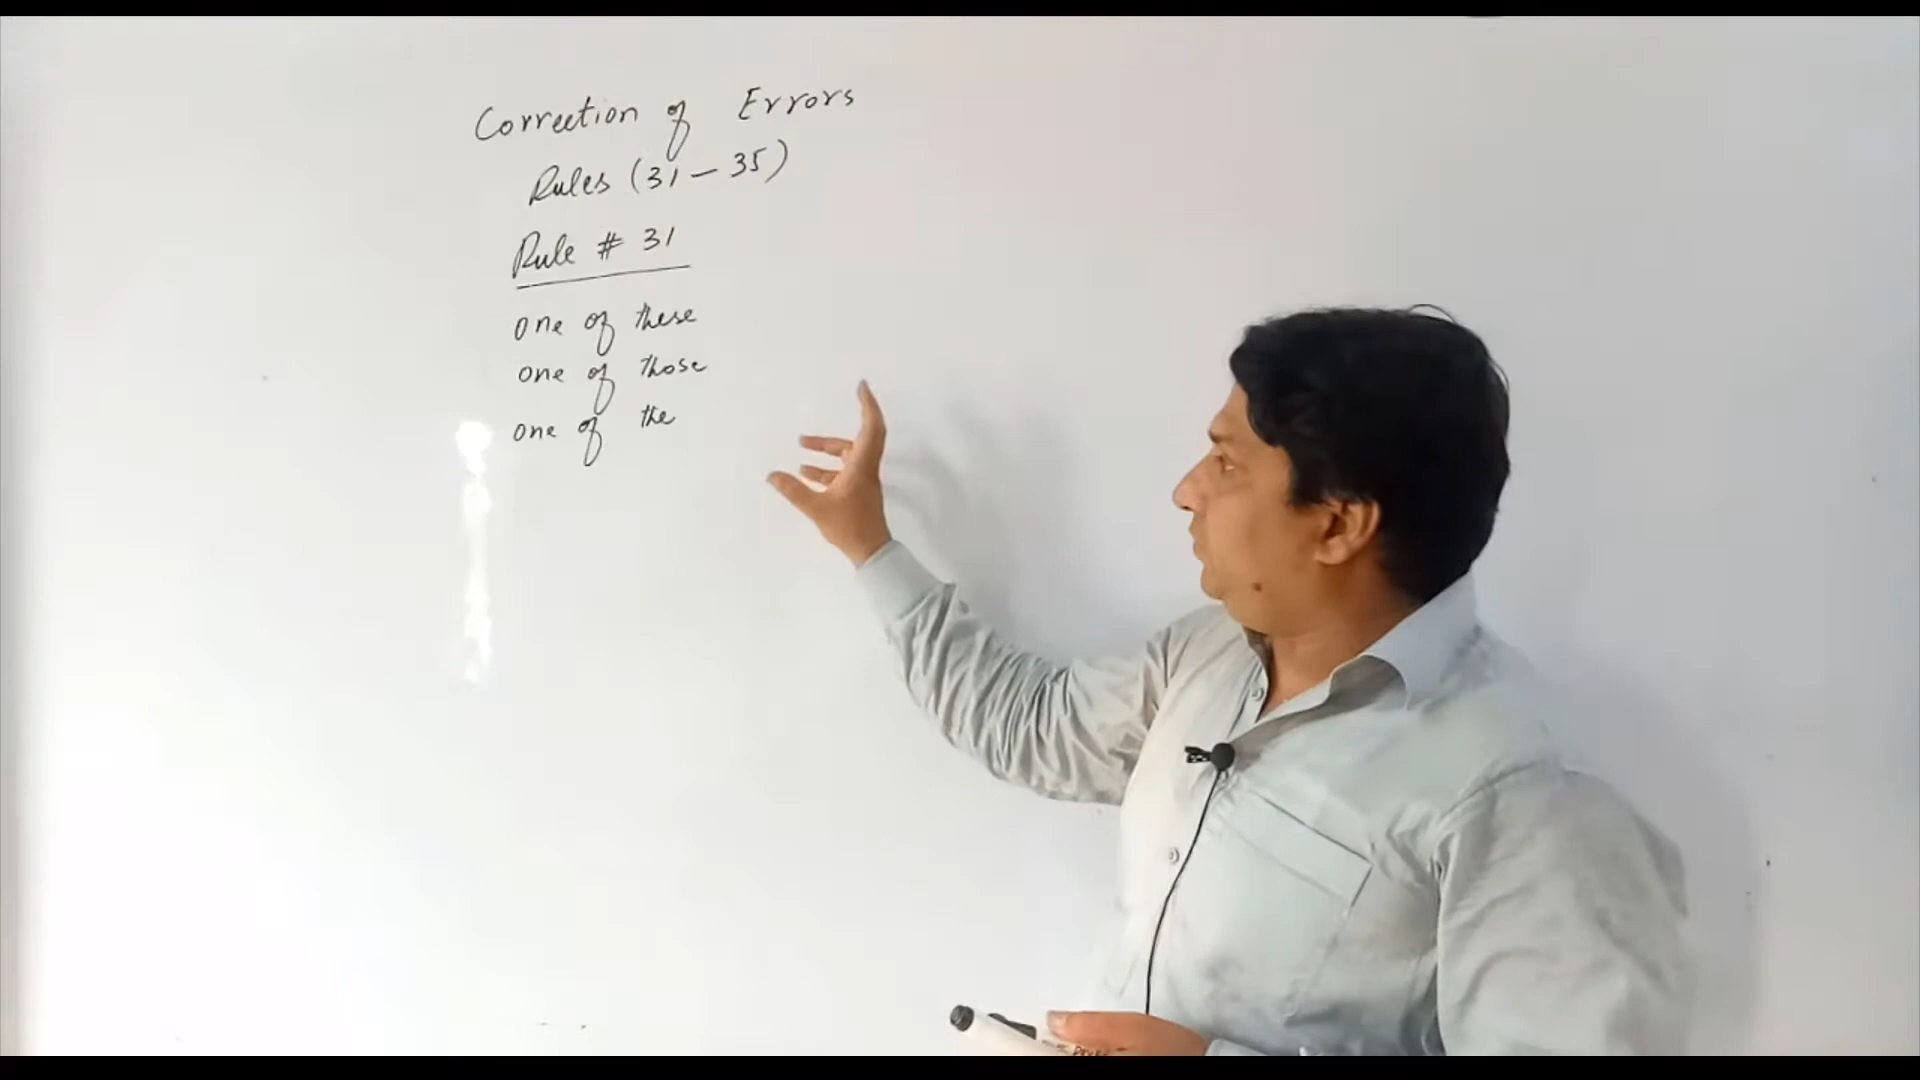 Correction of Errors
Rules (31 - 35)
Rule # 31
one of these
one of those
one of the